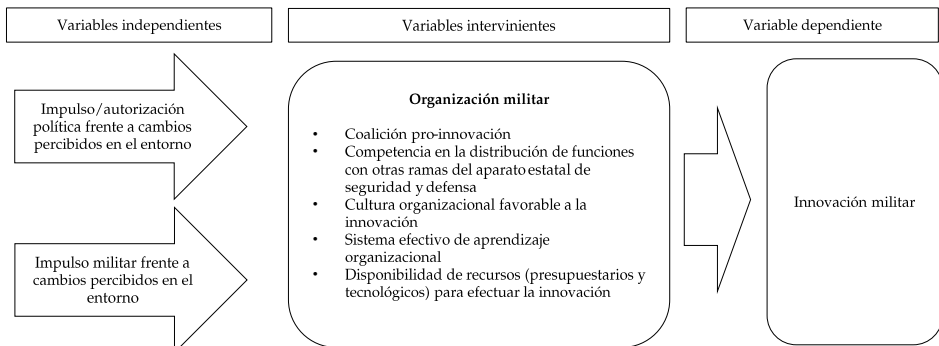 Variables independientes
Variables intervinientes
Variable dependiente
Impulso/autorización
política frente a cambios
percibidos en el entorno
Impulso militar frente a
cambios percibidos en el
entorno
Organización militar
• Coalición pro-innovación
• Competencia en la distribución de funciones
con otras ramas del aparato estatal de
seguridad y defensa
• Cultura organizacional favorable a la
innovación
• Sistema efectivo de aprendizaje
organizacional
• Disponibilidad de recursos (presupuestarios y
tecnológicos) para efectuar la innovación
Innovación militar